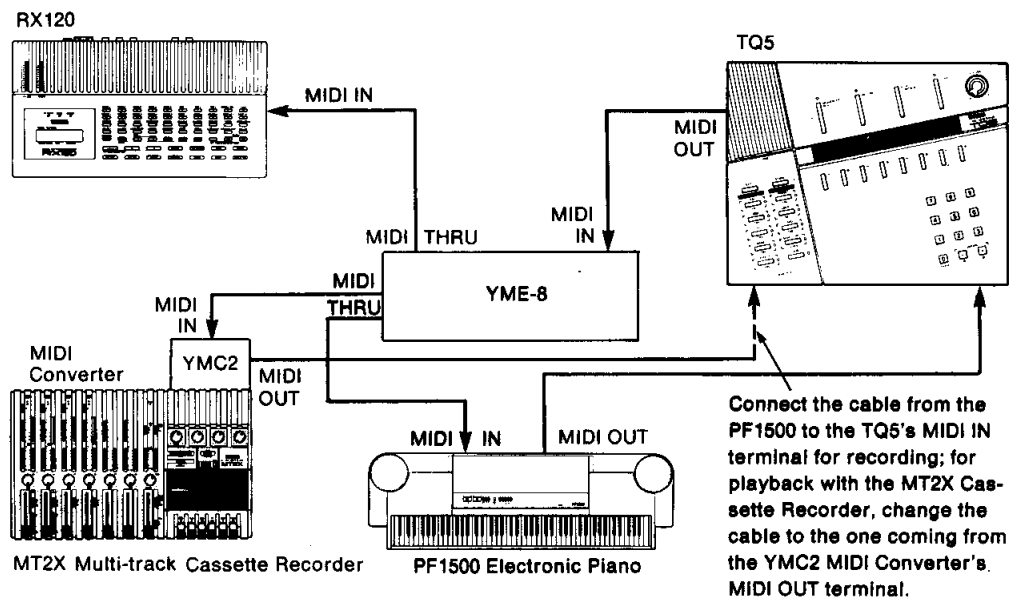 RX120
TQ5
MIDI IN
MIDI
OUT
MIDI
IN
MIDI THRU
MIDI
THRU
YME-8
MIDI
IN
YMC2
MIDI
Converter
MIDI
OUT
MIDI IN
MIDI OUT
MT2X Multi-track Cassette Recorder
PF1500 Electronic Piano
Connect the cable from the
PF1500 to the TQ5's MIDI IN
terminal for recording; for
playback with the MT2X Cas-
sette Recorder, change the
cable to the one coming from
the YMC2 MIDI Converter's
MIDI OUT terminal.